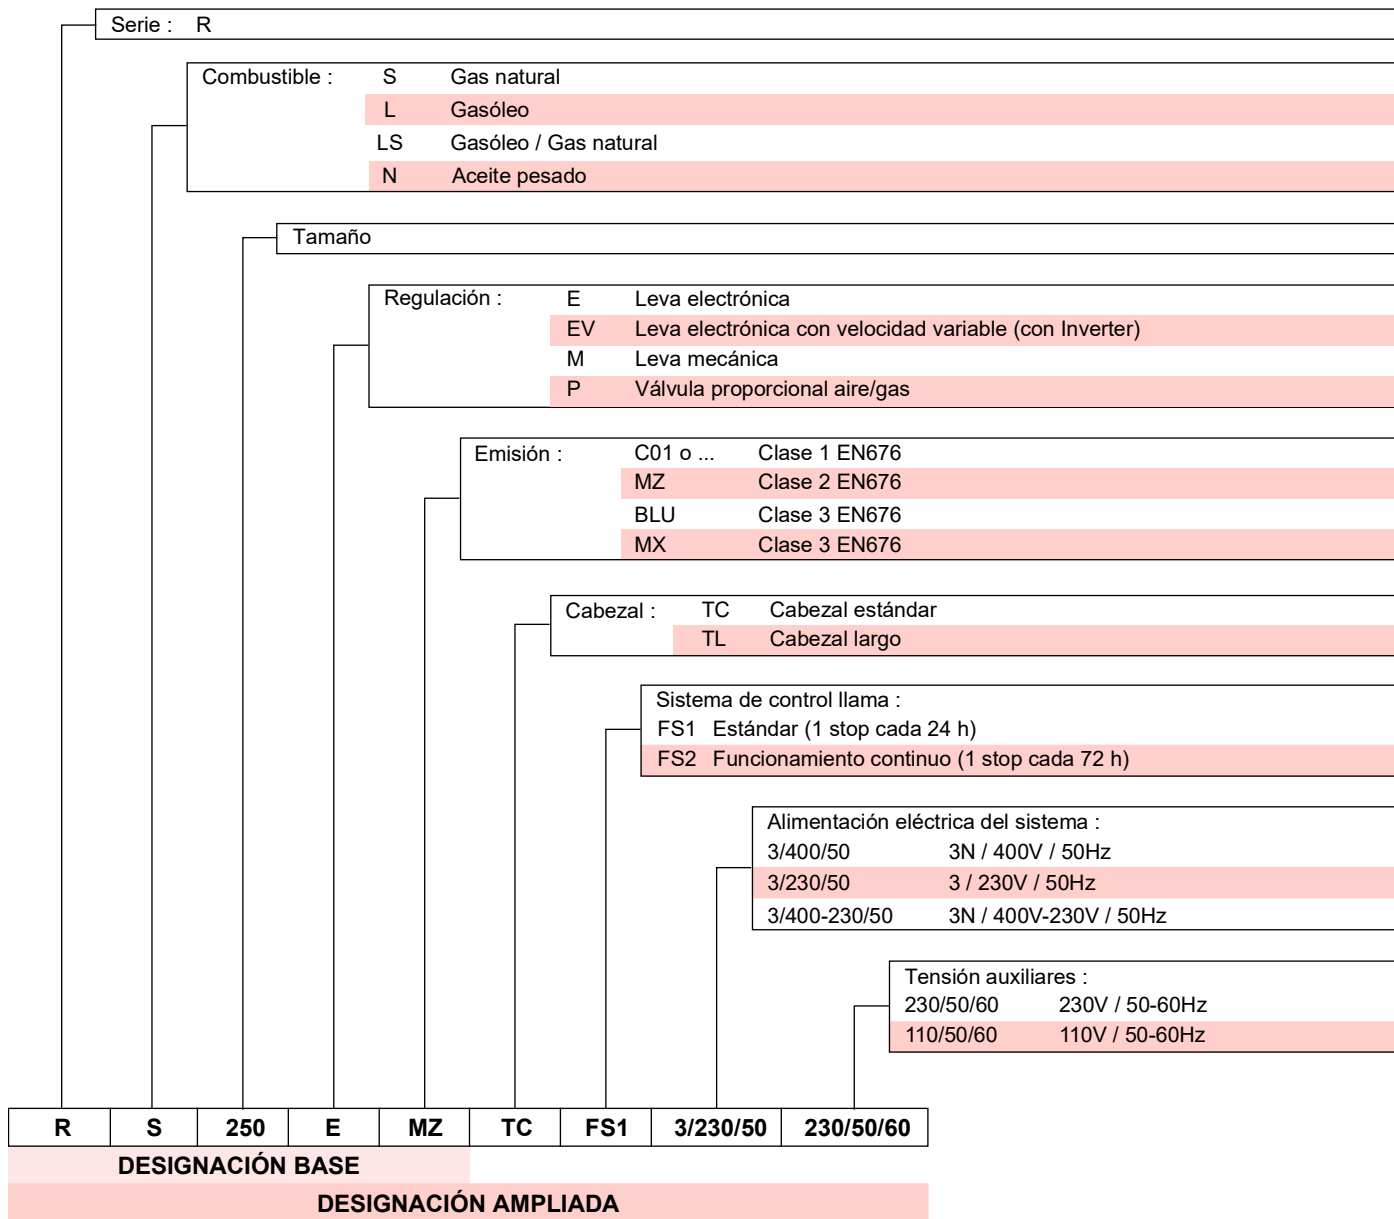 Serie : R
Combustible : S Gas natural
L Gasóleo
LS Gasóleo / Gas natural
N Aceite pesado
Tamaño
Regulación : E Leva electrónica
EV Leva electrónica con velocidad variable (con Inverter)
M Leva mecánica
P Válvula proporcional aire/gas
Emisión : C01 o ... Clase 1 EN676
MZ Clase 2 EN676
BLU Clase 3 EN676
MX Clase 3 EN676
Cabezal : TC Cabezal estándar
TL Cabezal largo
Sistema de control llama :
FS1 Estándar (1 stop cada 24 h)
FS2 Funcionamiento continuo (1 stop cada 72 h)
Alimentación eléctrica del sistema :
3/400/50 3N / 400V / 50Hz
3/230/50 3 / 230V / 50Hz
3/400-230/50 3N / 400V-230V / 50Hz
Tensión auxiliares :
230/50/60 230V / 50-60Hz
110/50/60 110V / 50-60Hz
R S 250 E MZ TC FS1 3/230/50 230/50/60
DESIGNACIÓN BASE
DESIGNACIÓN AMPLIADA